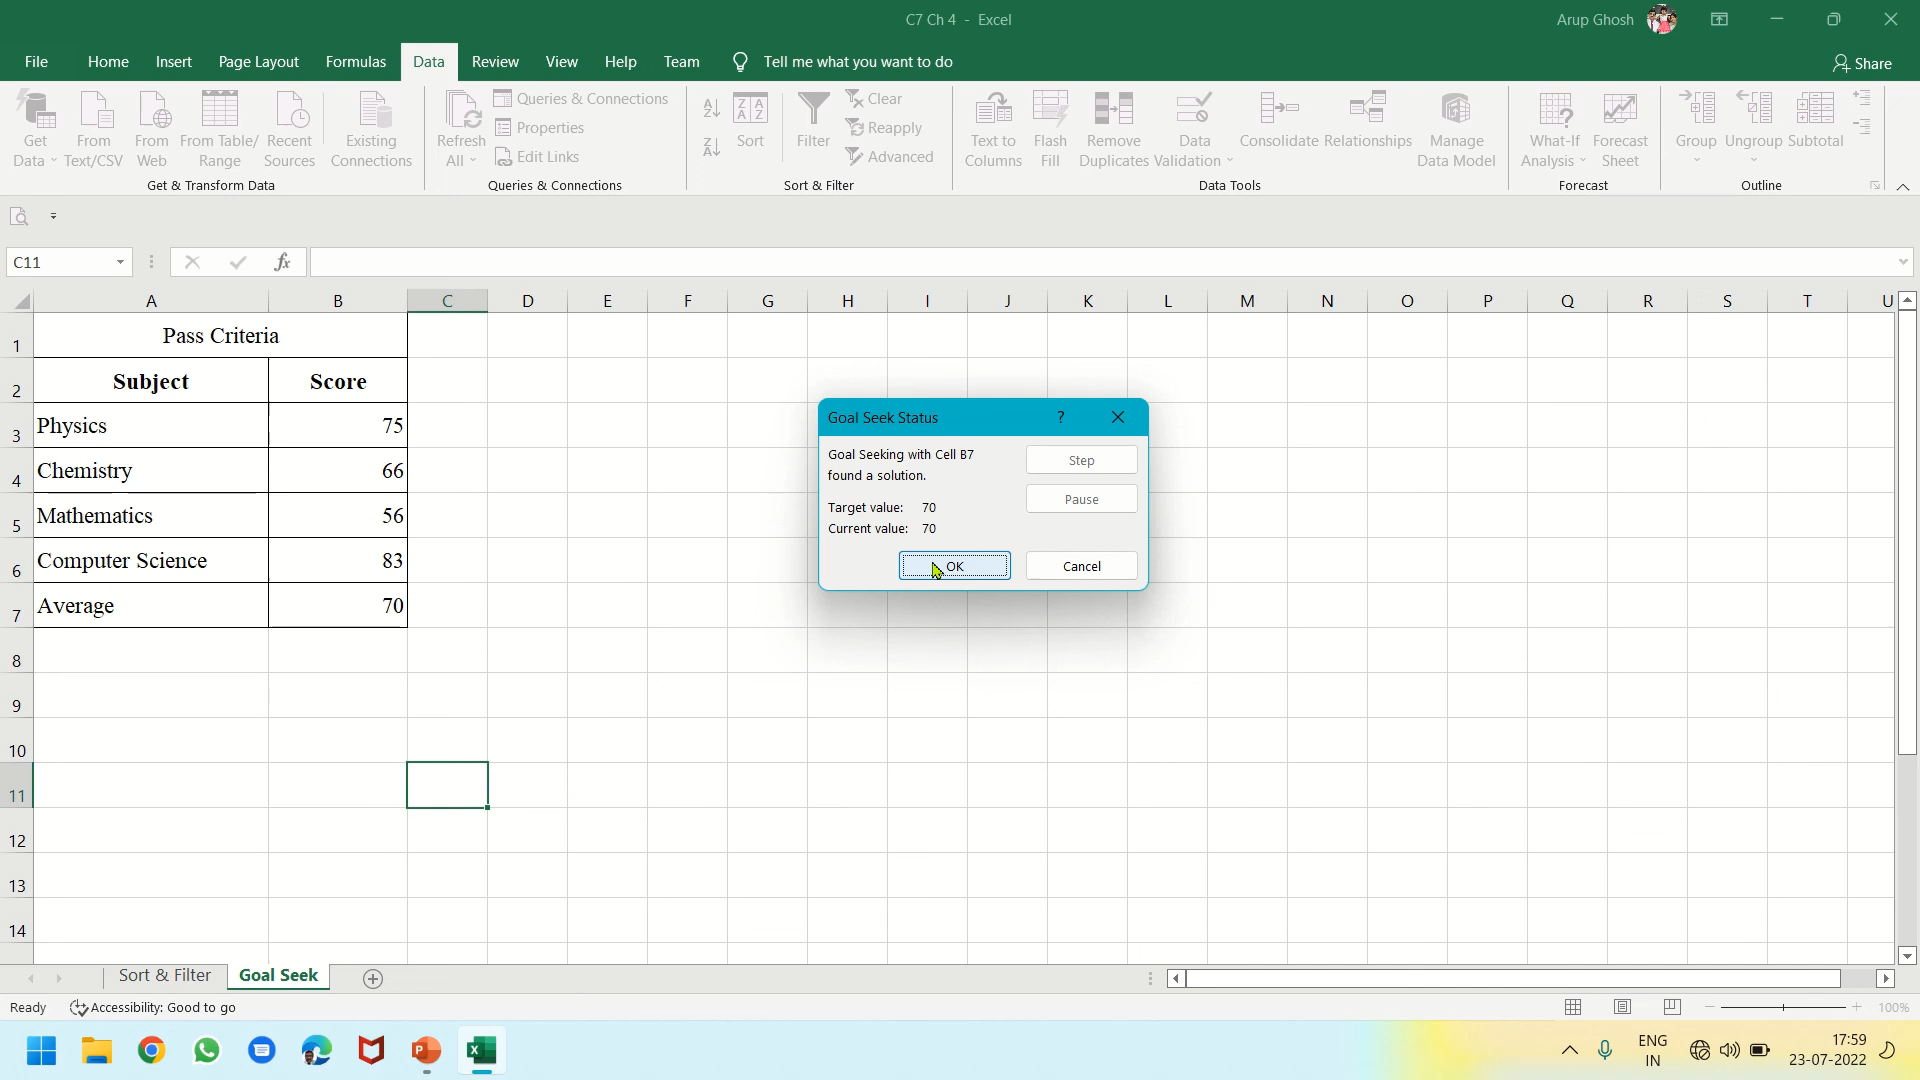 C7 Ch 4 - Excel
Arup Ghosh
File Home Insert Page Layout Formulas Data Review View Help Team Tell me what you want to do
Share
Get Data
From Text/CSV
From Web
From Table/ Range
Recent Sources
Existing Connections
Get & Transform Data
Refresh All
Queries & Connections
Properties
Edit Links
Queries & Connections
Sort
Filter
Clear
Reapply
Advanced
Sort & Filter
Text to Columns
Flash Fill
Remove Duplicates
Data Validation
Consolidate
Relationships
Manage Data Model
Data Tools
What-If Analysis
Forecast Sheet
Forecast
Group
Ungroup
Subtotal
Outline
C11
fx
A B C D E F G H I J K L M N O P Q R S T U
1 Pass Criteria
2 Subject Score
3 Physics 75
4 Chemistry 66
5 Mathematics 56
6 Computer Science 83
7 Average 70
8
9
10
11
12
13
14
Goal Seek Status ?
Goal Seeking with Cell B7
found a solution.
Target value: 70
Current value: 70
Step
Pause
OK
Cancel
Sort & Filter Goal Seek
Ready Accessibility: Good to go
100%
ENG
IN
17:59
23-07-2022